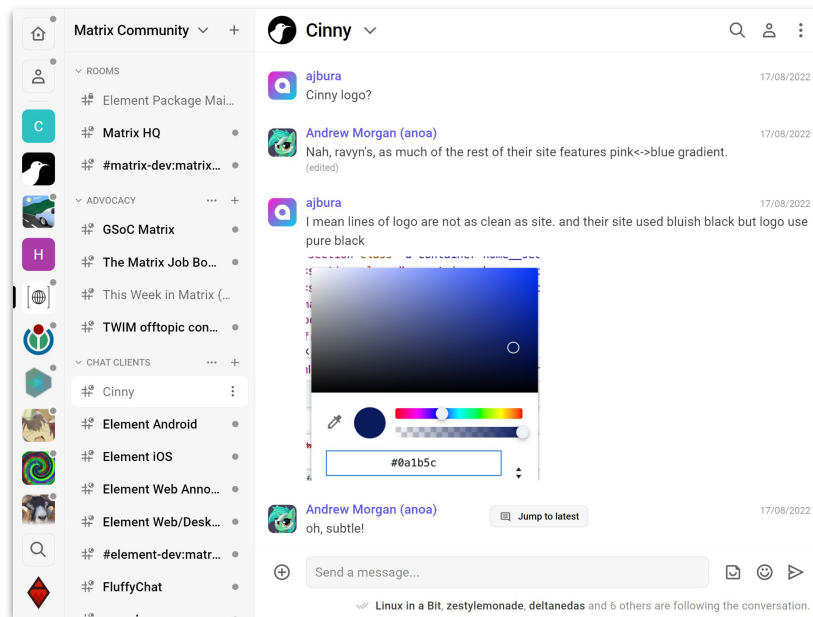 Matrix Community
ROOMS
Element Package Mai...
Matrix HQ
#matrix-dev:matrix...
ADVOCACY
GSoC Matrix
The Matrix Job Bo...
This Week in Matrix (...
TWIM offtopic con...
CHAT CLIENTS
Cinny
Element Android
Element iOS
Element Web Anno...
Element Web/Desk...
#element-dev:matr...
FluffyChat
C
H
Cinny
ajbura
17/08/2022
Cinny logo?
Andrew Morgan (anoa)
17/08/2022
Nah, ravyn's, as much of the rest of their site features pink<->blue gradient.
(edited)
ajbura
17/08/2022
I mean lines of logo are not as clean as site. and their site used bluish black but logo use
pure black
#0a1b5c
Andrew Morgan (anoa)
17/08/2022
oh, subtle!
Jump to latest
Send a message...
Linux in a Bit, zestylemonade, deltanedas and 6 others are following the conversation.